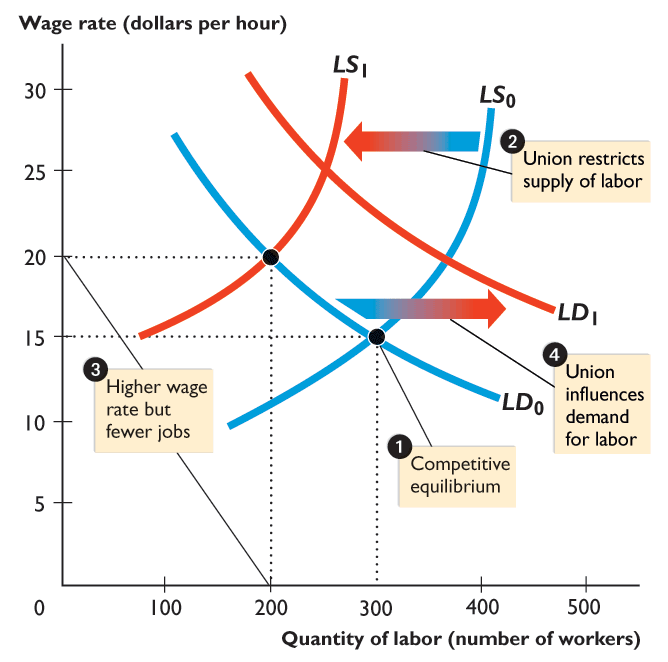 Wage rate (dollars per hour)
LS1
LS0
30
2
Union restricts
supply of labor
25
20
LD1
15
4
Union
influences
demand
for labor
3
Higher wage
rate but
fewer jobs
LD0
10
1
Competitive
equilibrium
5
0
100
200
300
400
500
Quantity of labor (number of workers)